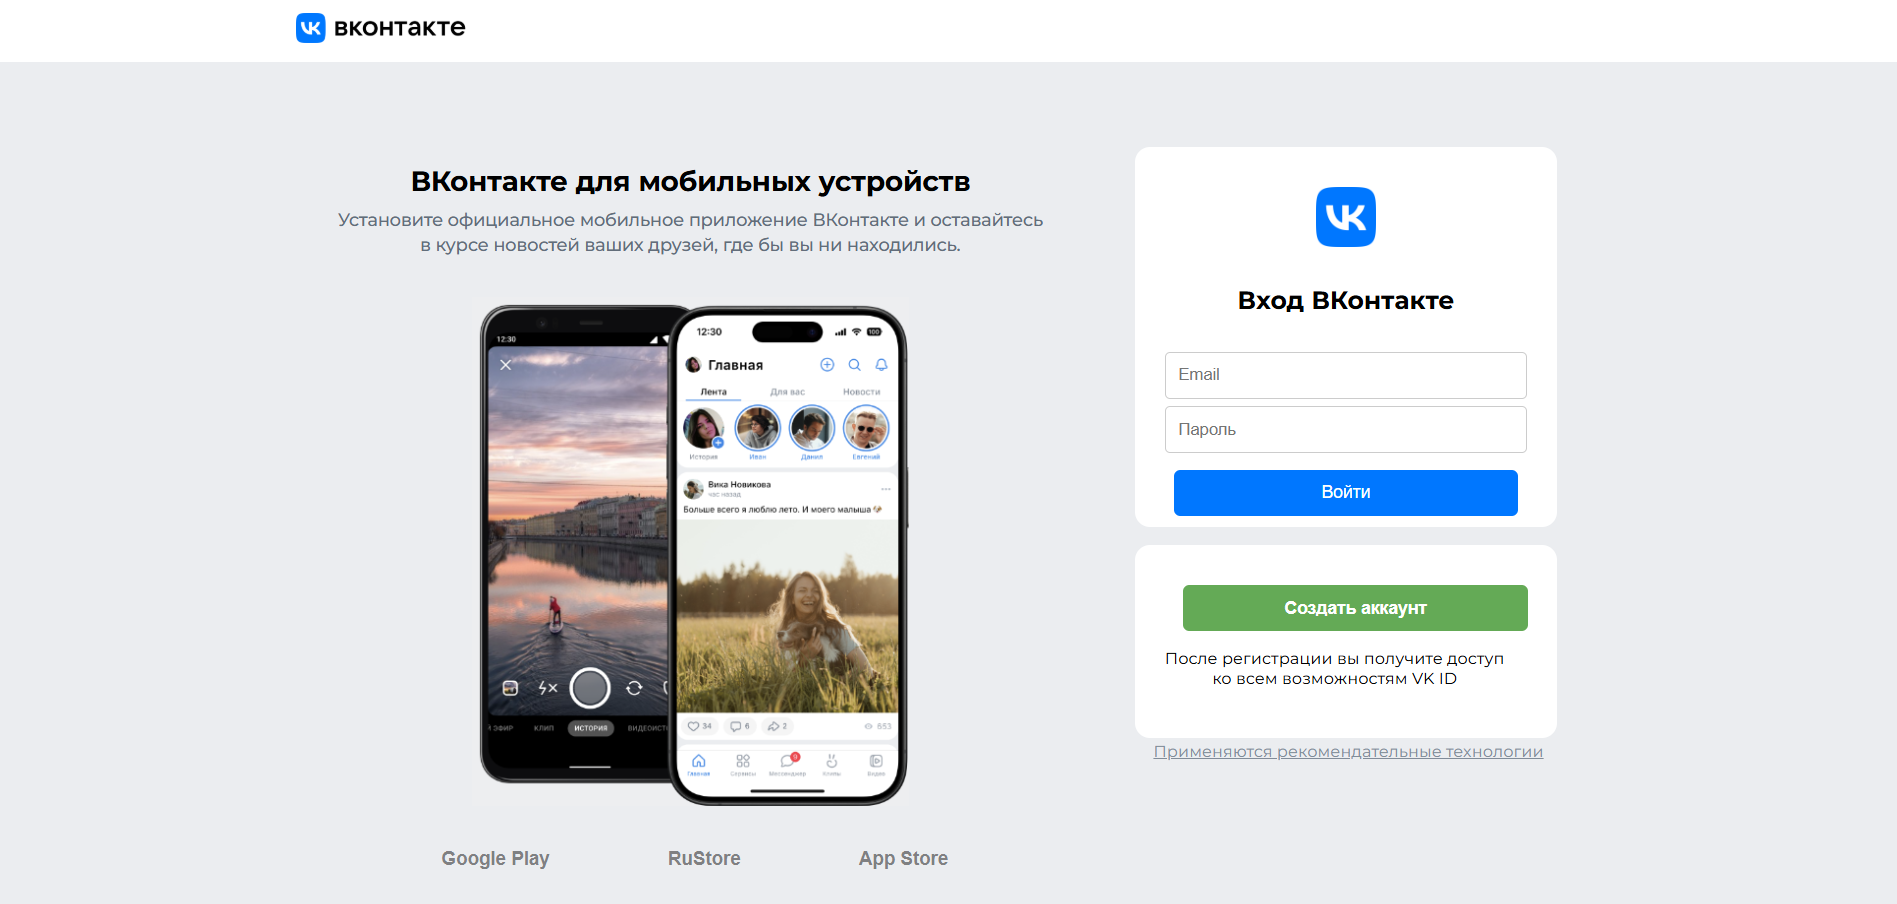 вконтакте
ВКонтакте для мобильных устройств
Установите официальное мобильное приложение ВКонтакте и оставайтесь
в курсе новостей ваших друзей, где бы вы ни находились.
12:30
Й ЭФИР КЛИП ИСТОРИЯ ВИДЕОИСТ
12:30 100
Главная
Лента Для вас Новости
История Иван Данил Евгений
Вика Новикова
час назад
Больше всего я люблю лето. И моего малыша
34 6 2 653
Главная Сервисы Мессенджер Клипы Видео
Google Play RuStore App Store
Вход ВКонтакте
Email
Пароль
Войти
Создать аккаунт
После регистрации вы получите доступ
ко всем возможностям VK ID
Применяются рекомендательные технологии